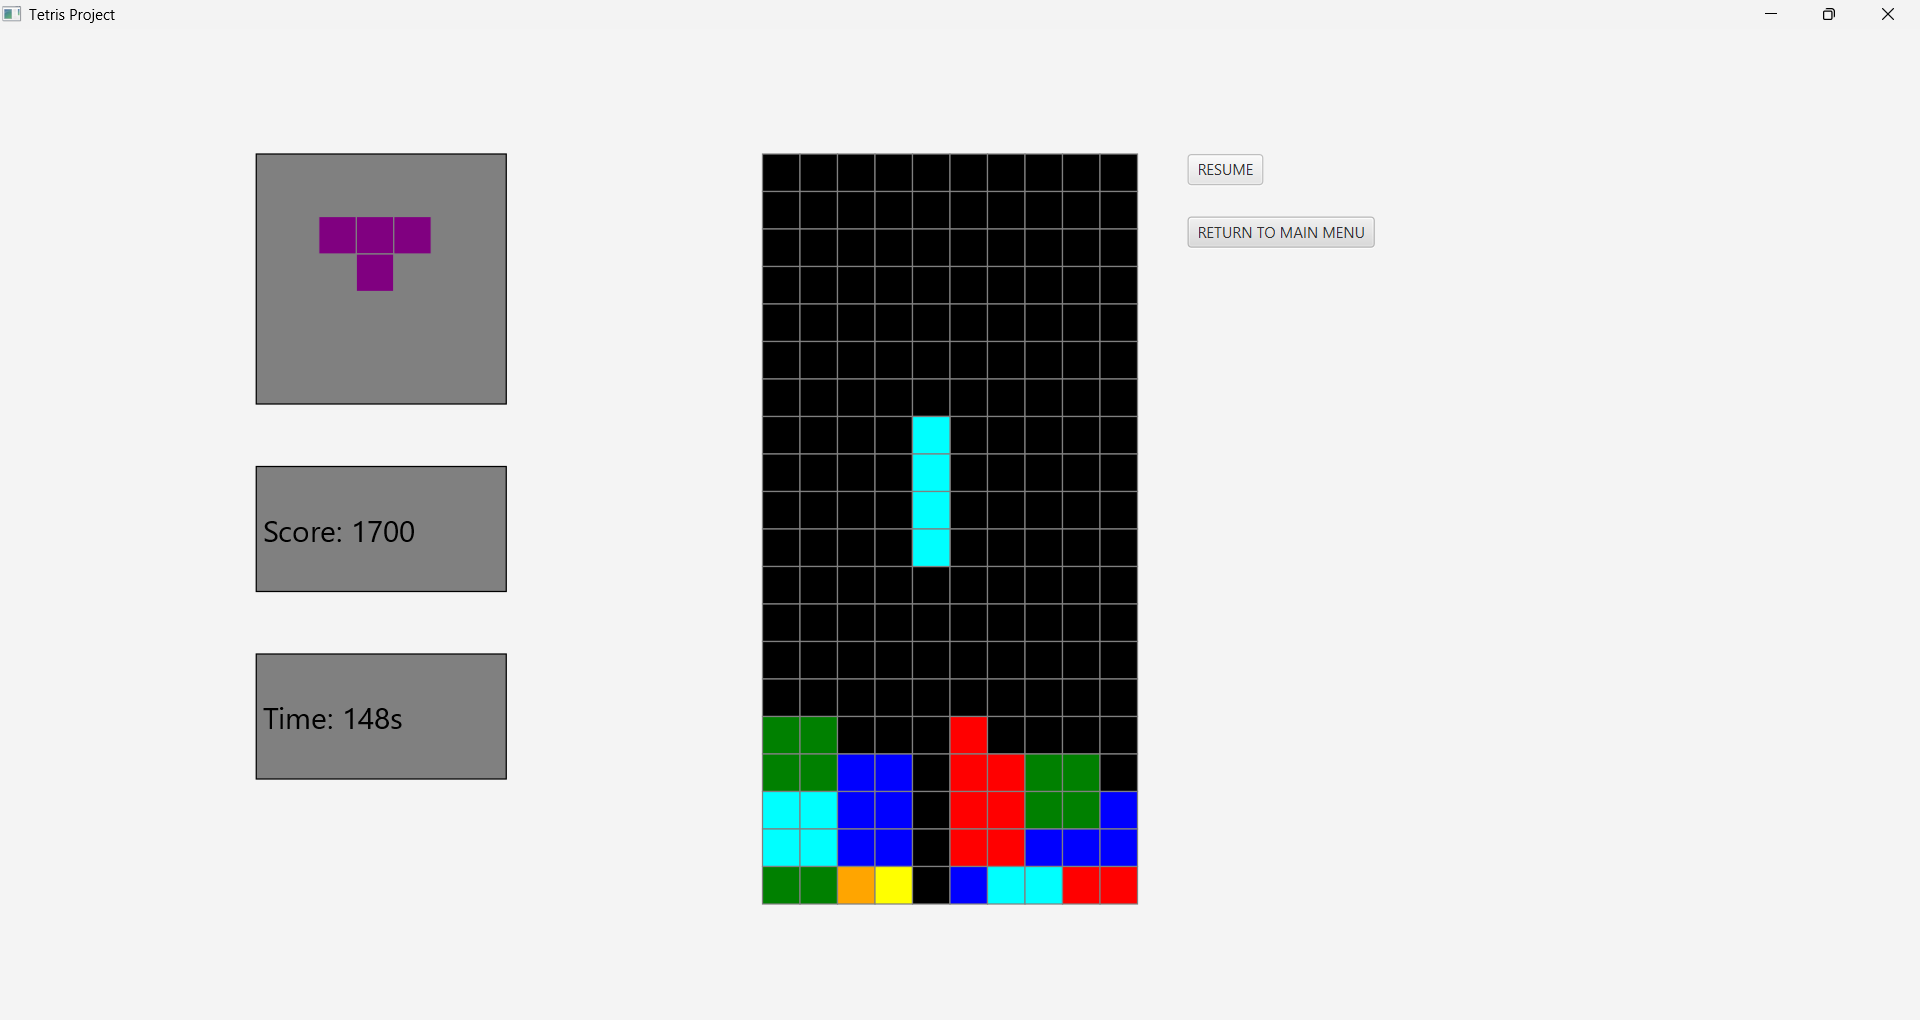 Tetris Project
RESUME
RETURN TO MAIN MENU
Score: 1700
Time: 148s